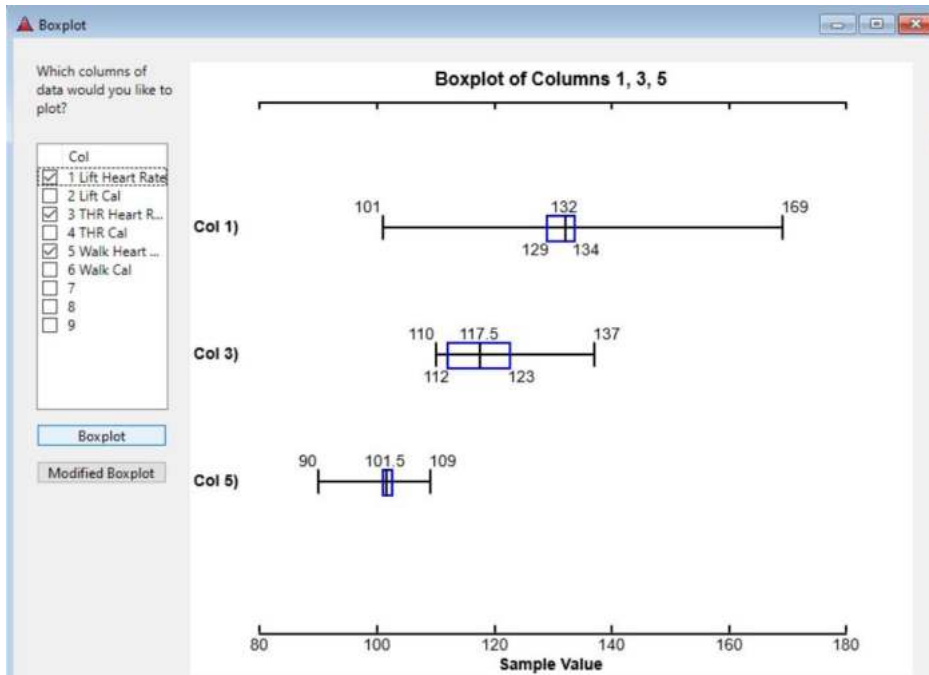 Boxplot
Which columns of
data would you like to
plot?
Col
1 Lift Heart Rate
2 Lift Cal
3 THR Heart R...
4 THR Cal
5 Walk Heart ...
6 Walk Cal
7
8
9
Boxplot
Modified Boxplot
Boxplot of Columns 1, 3, 5
101 132 169
Col 1)
129 134
110 117.5 137
Col 3)
112 123
90 101.5 109
Col 5)
80 100 120 140 160 180
Sample Value